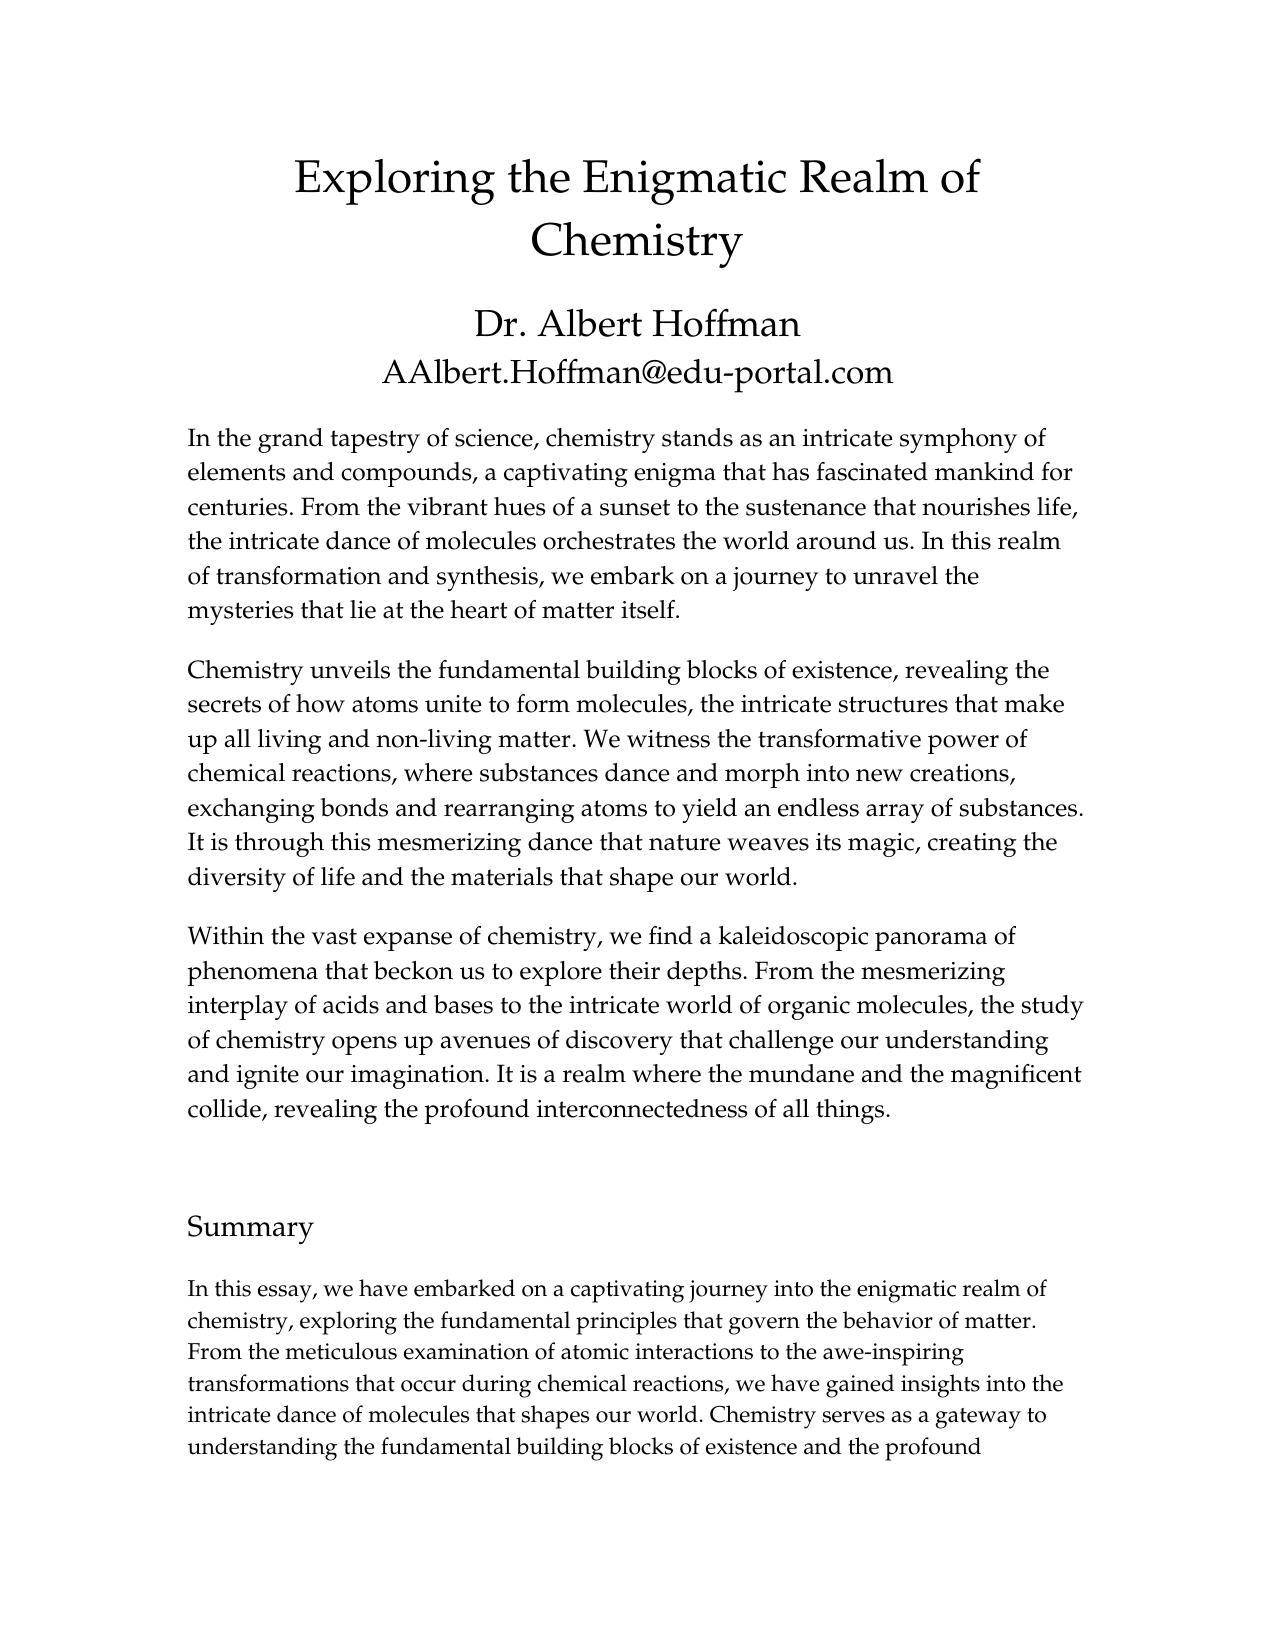 Exploring the Enigmatic Realm of
Chemistry
Dr. Albert Hoffman
AAlbert.Hoffman@edu-portal.com
In the grand tapestry of science, chemistry stands as an intricate symphony of
elements and compounds, a captivating enigma that has fascinated mankind for
centuries. From the vibrant hues of a sunset to the sustenance that nourishes life,
the intricate dance of molecules orchestrates the world around us. In this realm
of transformation and synthesis, we embark on a journey to unravel the
mysteries that lie at the heart of matter itself.
Chemistry unveils the fundamental building blocks of existence, revealing the
secrets of how atoms unite to form molecules, the intricate structures that make
up all living and non-living matter. We witness the transformative power of
chemical reactions, where substances dance and morph into new creations,
exchanging bonds and rearranging atoms to yield an endless array of substances.
It is through this mesmerizing dance that nature weaves its magic, creating the
diversity of life and the materials that shape our world.
Within the vast expanse of chemistry, we find a kaleidoscopic panorama of
phenomena that beckon us to explore their depths. From the mesmerizing
interplay of acids and bases to the intricate world of organic molecules, the study
of chemistry opens up avenues of discovery that challenge our understanding
and ignite our imagination. It is a realm where the mundane and the magnificent
collide, revealing the profound interconnectedness of all things.
Summary
In this essay, we have embarked on a captivating journey into the enigmatic realm of
chemistry, exploring the fundamental principles that govern the behavior of matter.
From the meticulous examination of atomic interactions to the awe-inspiring
transformations that occur during chemical reactions, we have gained insights into the
intricate dance of molecules that shapes our world. Chemistry serves as a gateway to
understanding the fundamental building blocks of existence and the profound